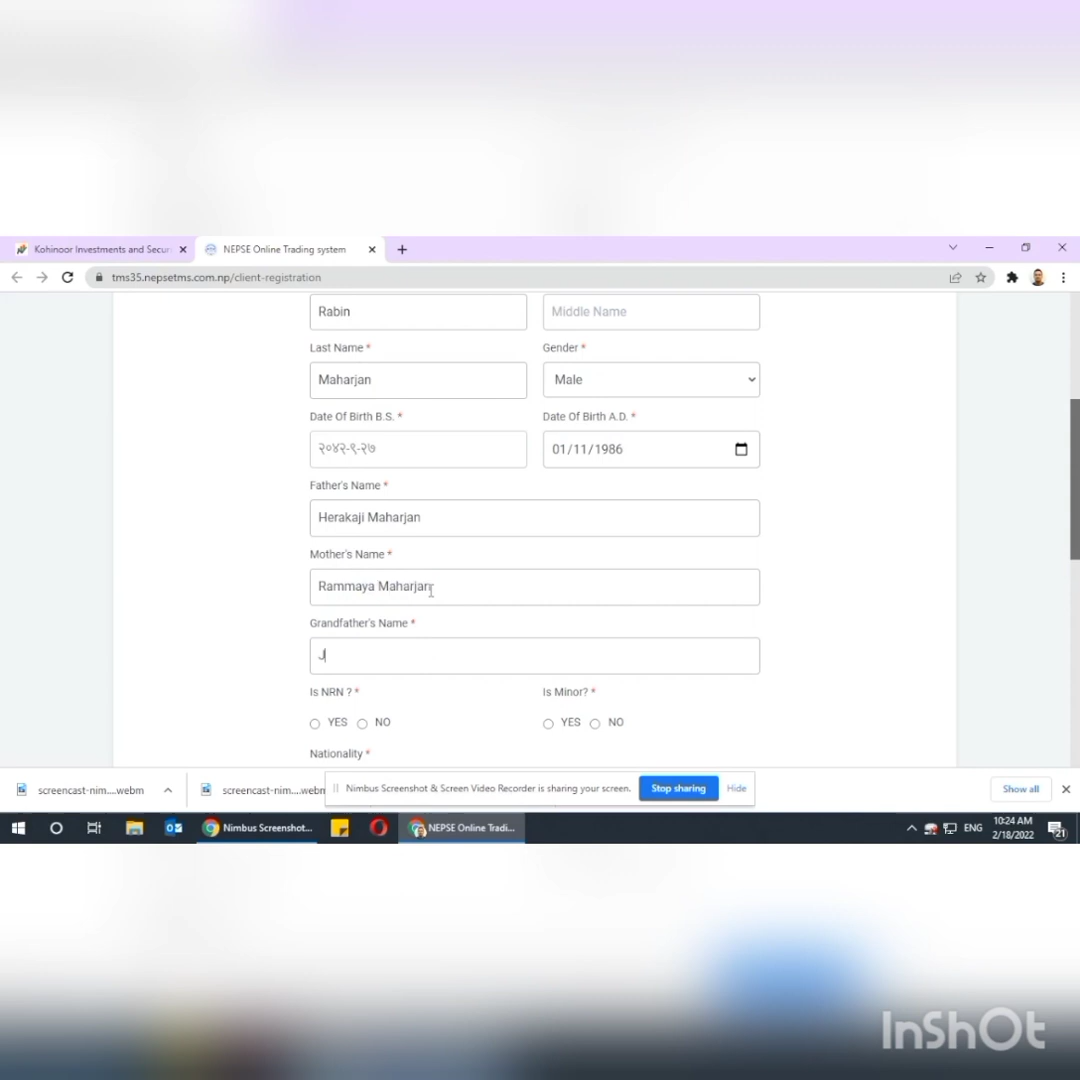 Kohinoor Investments and Secur
NEPSE Online Trading system
tms35.nepsetms.com.np/client-registration
Rabin
Middle Name
Last Name *
Gender *
Maharjan
Male
Date Of Birth B.S. *
Date Of Birth A.D. *
२०४२-९-२७
01/11/1986
Father's Name *
Herakaji Maharjan
Mother's Name *
Rammaya Maharjan
Grandfather's Name *
J
Is NRN ? *
Is Minor? *
YES NO
YES NO
Nationality *
screencast-nim....webm
screencast-nim....webm
Nimbus Screenshot & Screen Video Recorder is sharing your screen.
Stop sharing
Hide
Show all
Nimbus Screenshot...
NEPSE Online Tradi...
ENG
10:24 AM
2/18/2022
21
InShOt